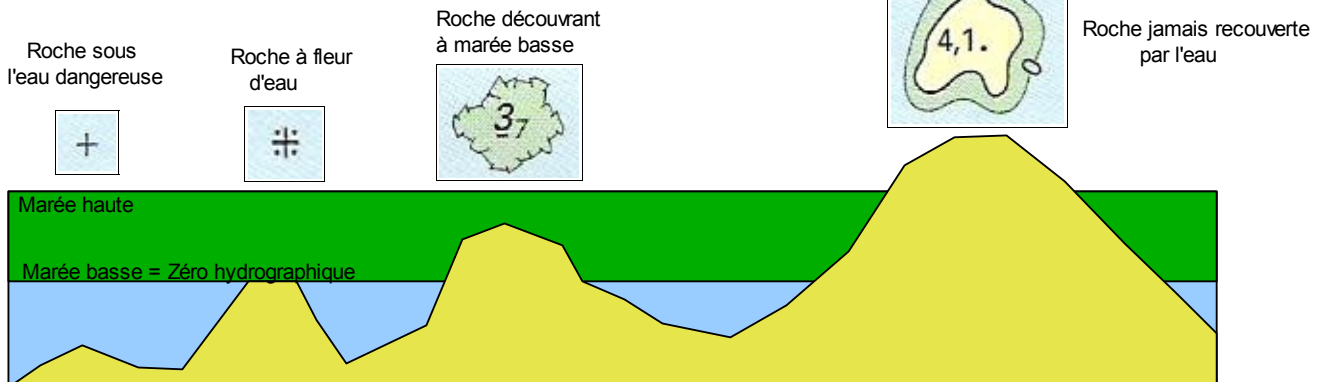 Roche sous
l'eau dangereuse
Roche à fleur
d'eau
Roche découvrant
à marée basse
37
4,1.
Roche jamais recouverte
par l'eau
Marée haute
Marée basse = Zéro hydrographique